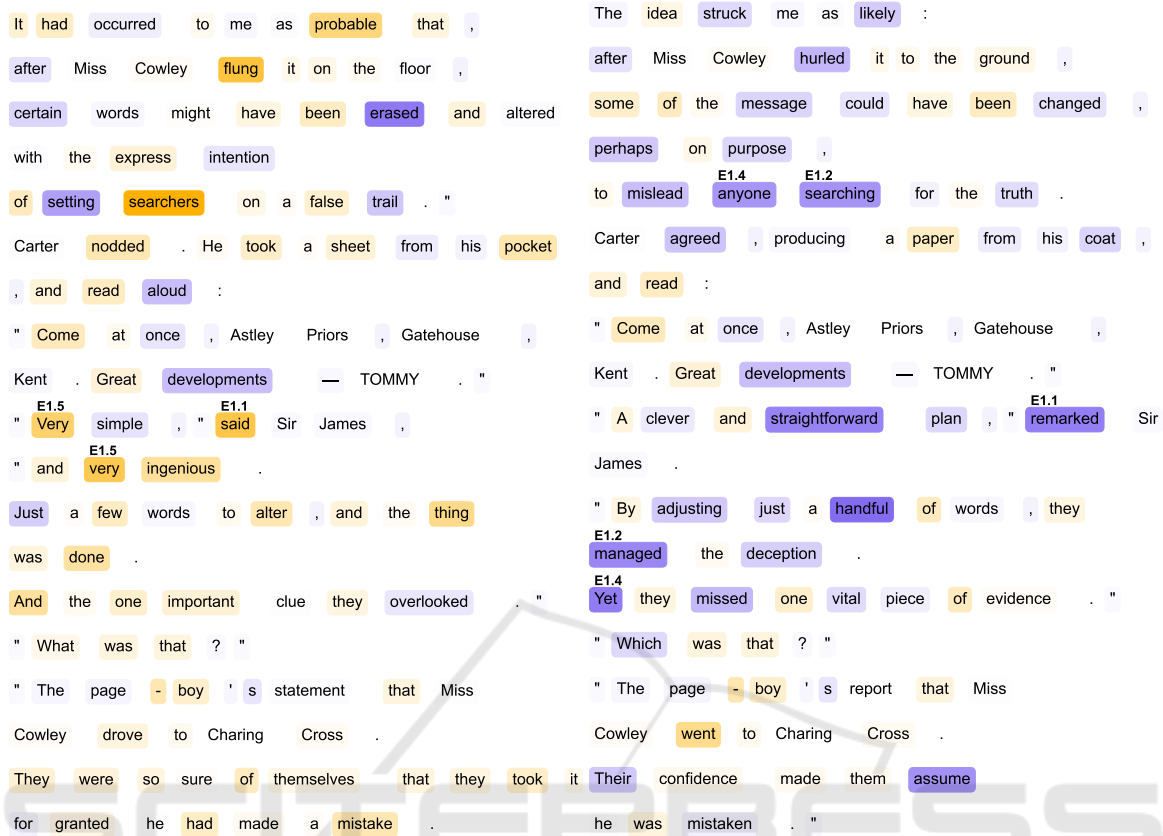 It had occurred to me as probable that ,
after Miss Cowley flung it on the floor ,
certain words might have been erased and altered
with the express intention
of setting searchers on a false trail . "
Carter nodded . He took a sheet from his pocket
, and read aloud :
" Come at once , Astley Priors , Gatehouse ,
Kent . Great developments — TOMMY . "
E1.5 E1.1
" Very simple , " said Sir James ,
E1.5
" and very ingenious .
Just a few words to alter , and the thing
was done .
And the one important clue they overlooked . "
" What was that ? "
" The page - boy ' s statement that Miss
Cowley drove to Charing Cross .
They were so sure of themselves that they took it
for granted he had made a mistake .
The idea struck me as likely :
after Miss Cowley hurled it to the ground ,
some of the message could have been changed ,
perhaps on purpose ,
E1.4 E1.2
to mislead anyone searching for the truth .
Carter agreed , producing a paper from his coat ,
and read :
" Come at once , Astley Priors , Gatehouse ,
Kent . Great developments — TOMMY . "
E1.1
" A clever and straightforward plan , " remarked Sir
James .
" By adjusting just a handful of words , they
E1.2
managed the deception .
E1.4
Yet they missed one vital piece of evidence . "
" Which was that ? "
" The page - boy ' s report that Miss
Cowley went to Charing Cross .
Their confidence made them assume
he was mistaken . "
SCITEPRESS